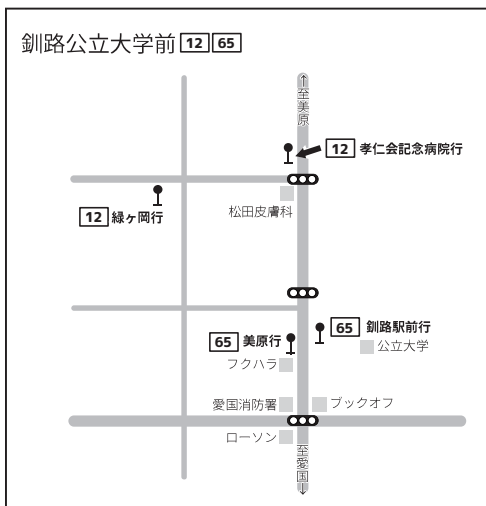 釧路公立大学前 12 65
↑至美原
12 孝仁会記念病院行
松田皮膚科
12 緑ヶ岡行
65 釧路駅前行
65 美原行
公立大学
フクハラ
愛国消防署
ブックオフ
ローソン
至愛国↓